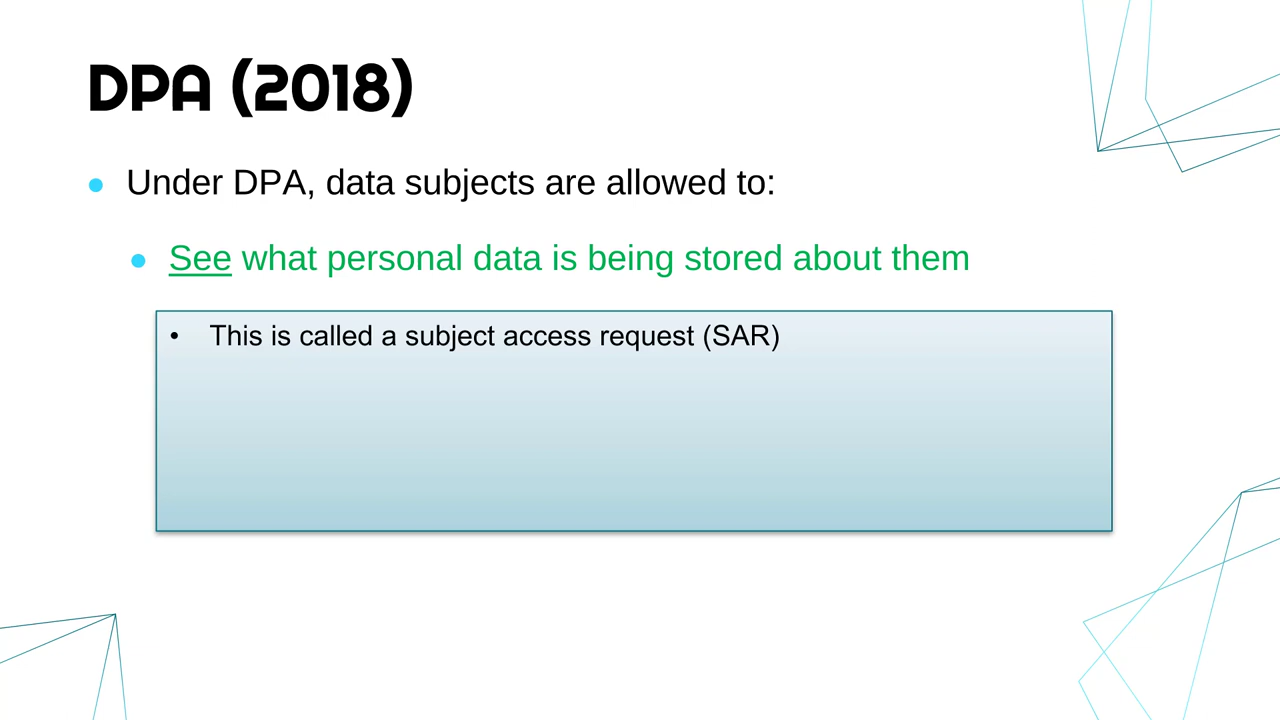 DPA (2018)
Under DPA, data subjects are allowed to:
See what personal data is being stored about them
This is called a subject access request (SAR)